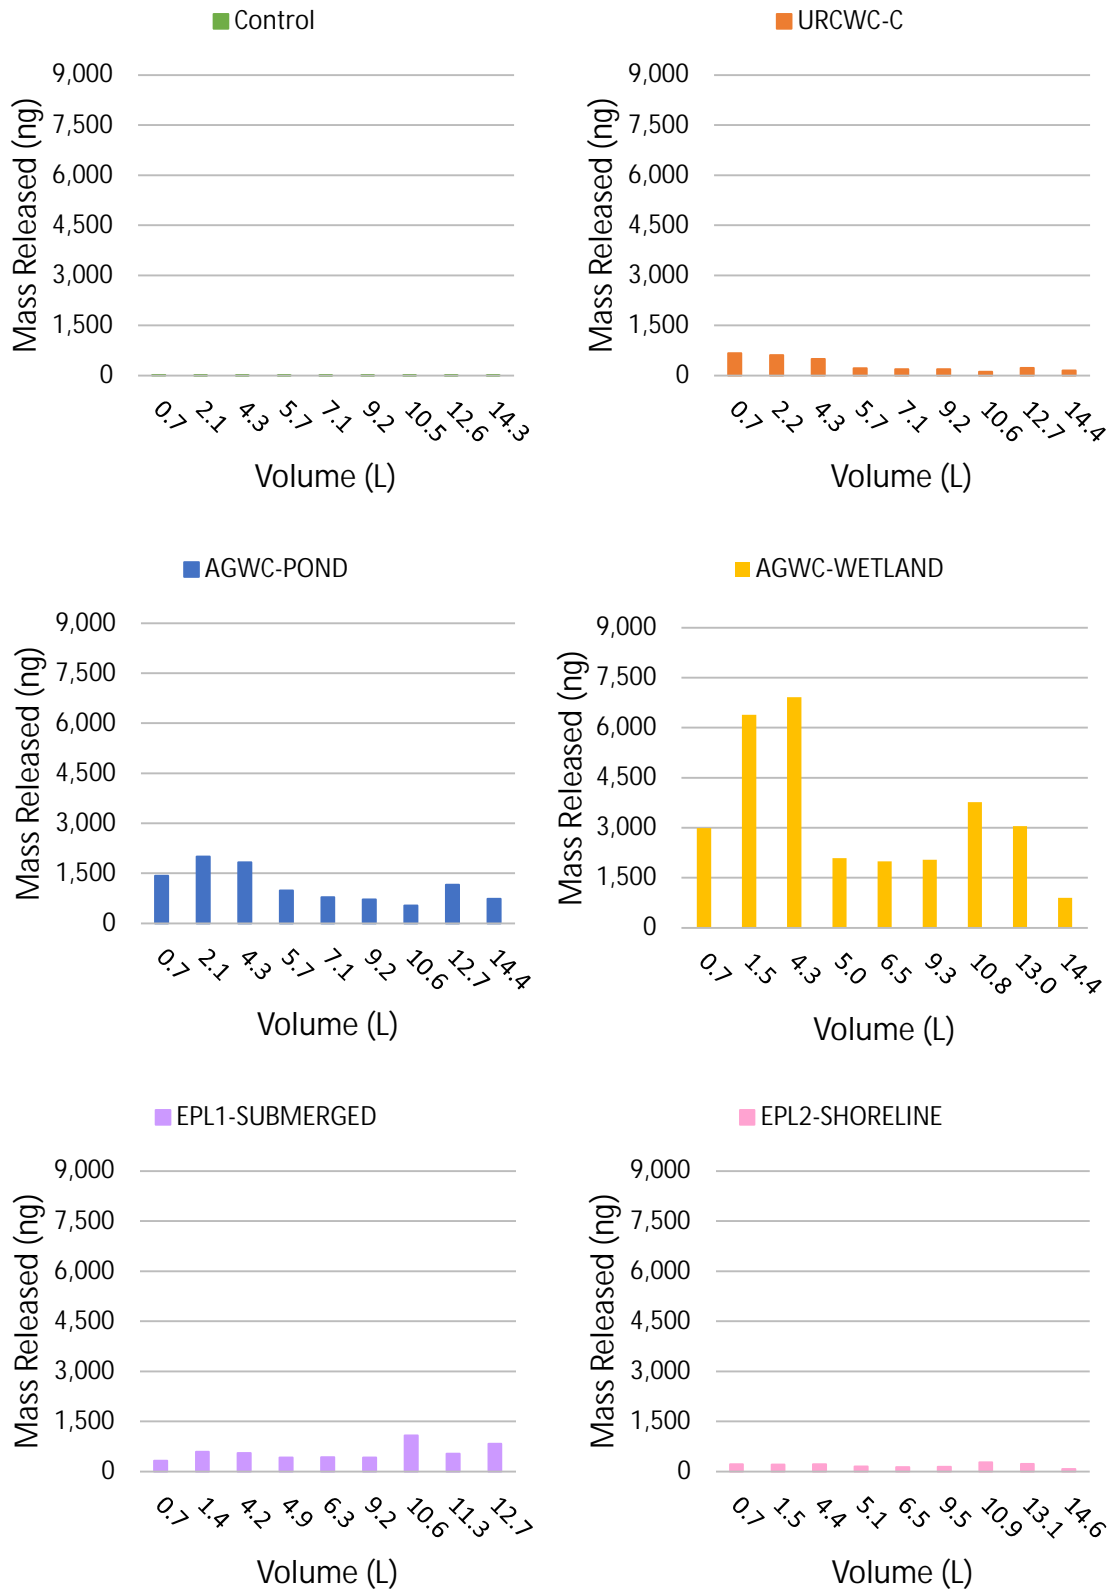 Control
9,000
7,500
6,000
4,500
3,000
1,500
0
Mass Released (ng)
0.7 2.1 4.3 5.7 7.1 9.2 10.5 12.6 14.3
Volume (L)
URCWC-C
9,000
7,500
6,000
4,500
3,000
1,500
0
Mass Released (ng)
0.7 2.2 4.3 5.7 7.1 9.2 10.6 12.7 14.4
Volume (L)
AGWC-POND
9,000
7,500
6,000
4,500
3,000
1,500
0
Mass Released (ng)
0.7 2.1 4.3 5.7 7.1 9.2 10.6 12.7 14.4
Volume (L)
AGWC-WETLAND
9,000
7,500
6,000
4,500
3,000
1,500
0
Mass Released (ng)
0.7 1.5 4.3 5.0 6.5 9.3 10.8 13.0 14.4
Volume (L)
EPL1-SUBMERGED
9,000
7,500
6,000
4,500
3,000
1,500
0
Mass Released (ng)
0.7 1.4 4.2 4.9 6.3 9.2 10.6 11.3 12.7
Volume (L)
EPL2-SHORELINE
9,000
7,500
6,000
4,500
3,000
1,500
0
Mass Released (ng)
0.7 1.5 4.4 5.1 6.5 9.5 10.9 13.1 14.6
Volume (L)